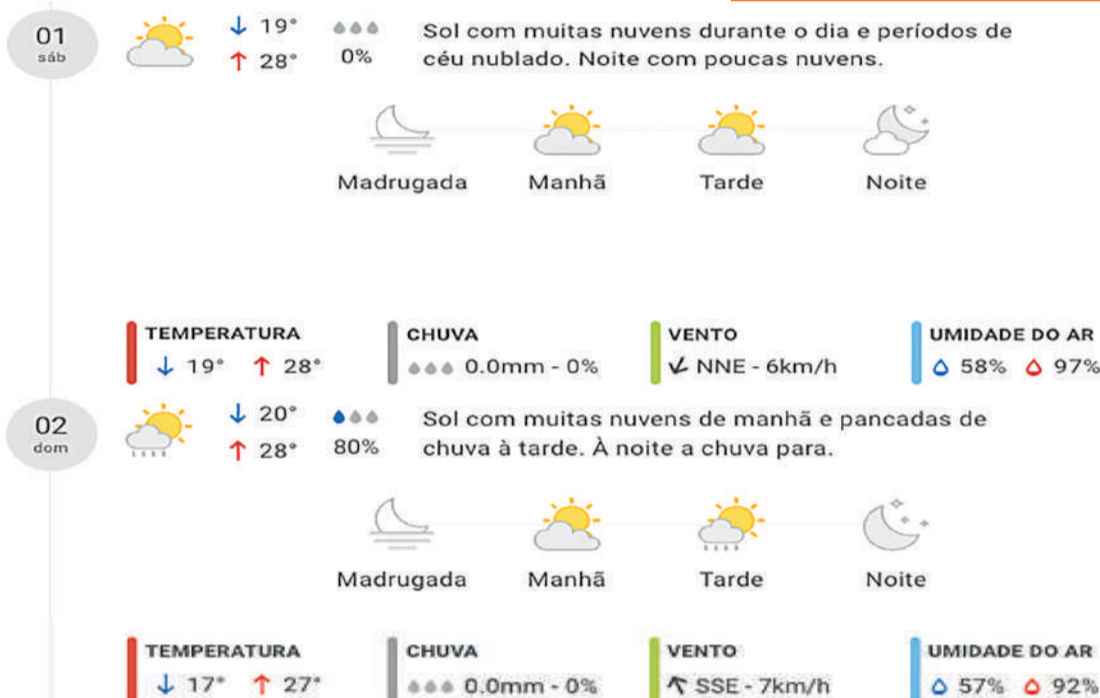 01
sáb
19°
28°
0%
Sol com muitas nuvens durante o dia e períodos de
céu nublado. Noite com poucas nuvens.
Madrugada Manhã Tarde Noite
TEMPERATURA CHUVA VENTO UMIDADE DO AR
19° 28° 0.0mm - 0% NNE - 6km/h 58% 97%
02
dom
20°
28°
80%
Sol com muitas nuvens de manhã e pancadas de
chuva à tarde. À noite a chuva para.
Madrugada Manhã Tarde Noite
TEMPERATURA CHUVA VENTO UMIDADE DO AR
17° 27° 0.0mm - 0% SSE - 7km/h 57% 92%